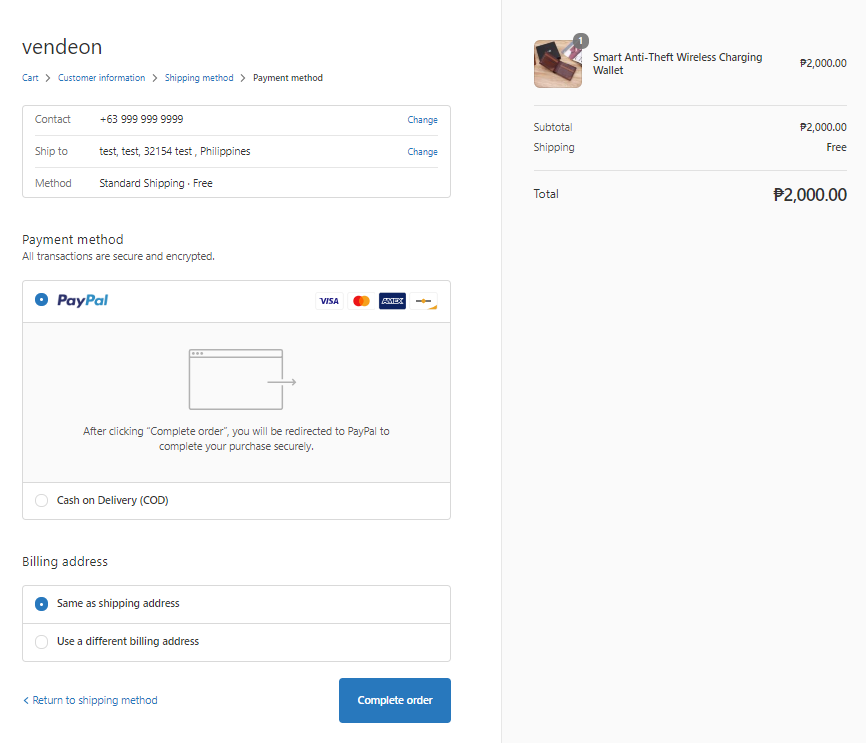 vendeon
Cart > Customer information > Shipping method > Payment method
Contact +63 999 999 9999 Change
Ship to test, test, 32154 test , Philippines Change
Method Standard Shipping · Free
Payment method
All transactions are secure and encrypted.
PayPal VISA AMEX
After clicking “Complete order”, you will be redirected to PayPal to
complete your purchase securely.
Cash on Delivery (COD)
Billing address
Same as shipping address
Use a different billing address
< Return to shipping method
Complete order
1
Smart Anti-Theft Wireless Charging
Wallet
₱2,000.00
Subtotal ₱2,000.00
Shipping Free
Total ₱2,000.00